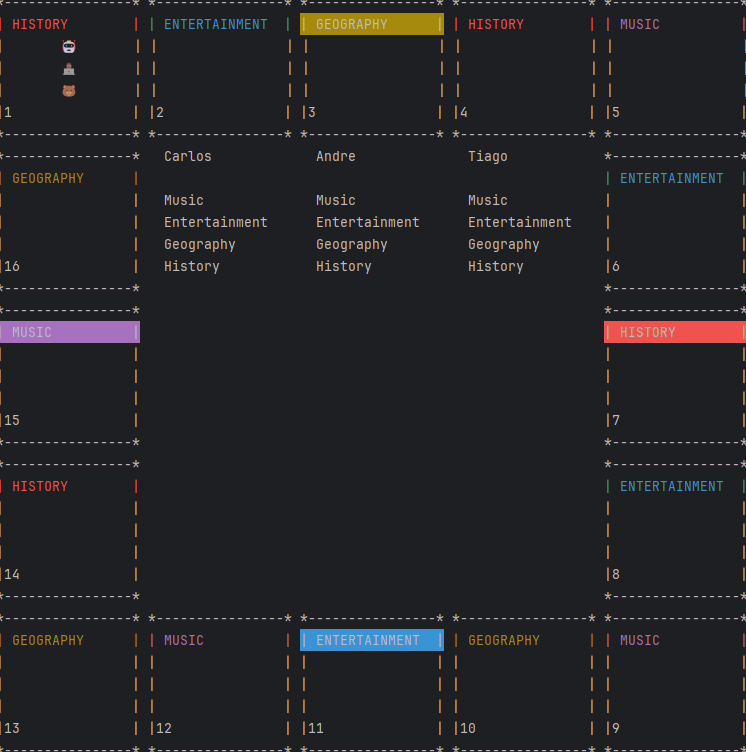 HISTORY ENTERTAINMENT GEOGRAPHY HISTORY MUSIC
1 2 3 4 5
Carlos Andre Tiago
GEOGRAPHY ENTERTAINMENT
Music Music Music
Entertainment Entertainment Entertainment
Geography Geography Geography
16 History History History 6
MUSIC HISTORY
15 7
HISTORY ENTERTAINMENT
14 8
GEOGRAPHY MUSIC ENTERTAINMENT GEOGRAPHY MUSIC
13 12 11 10 9